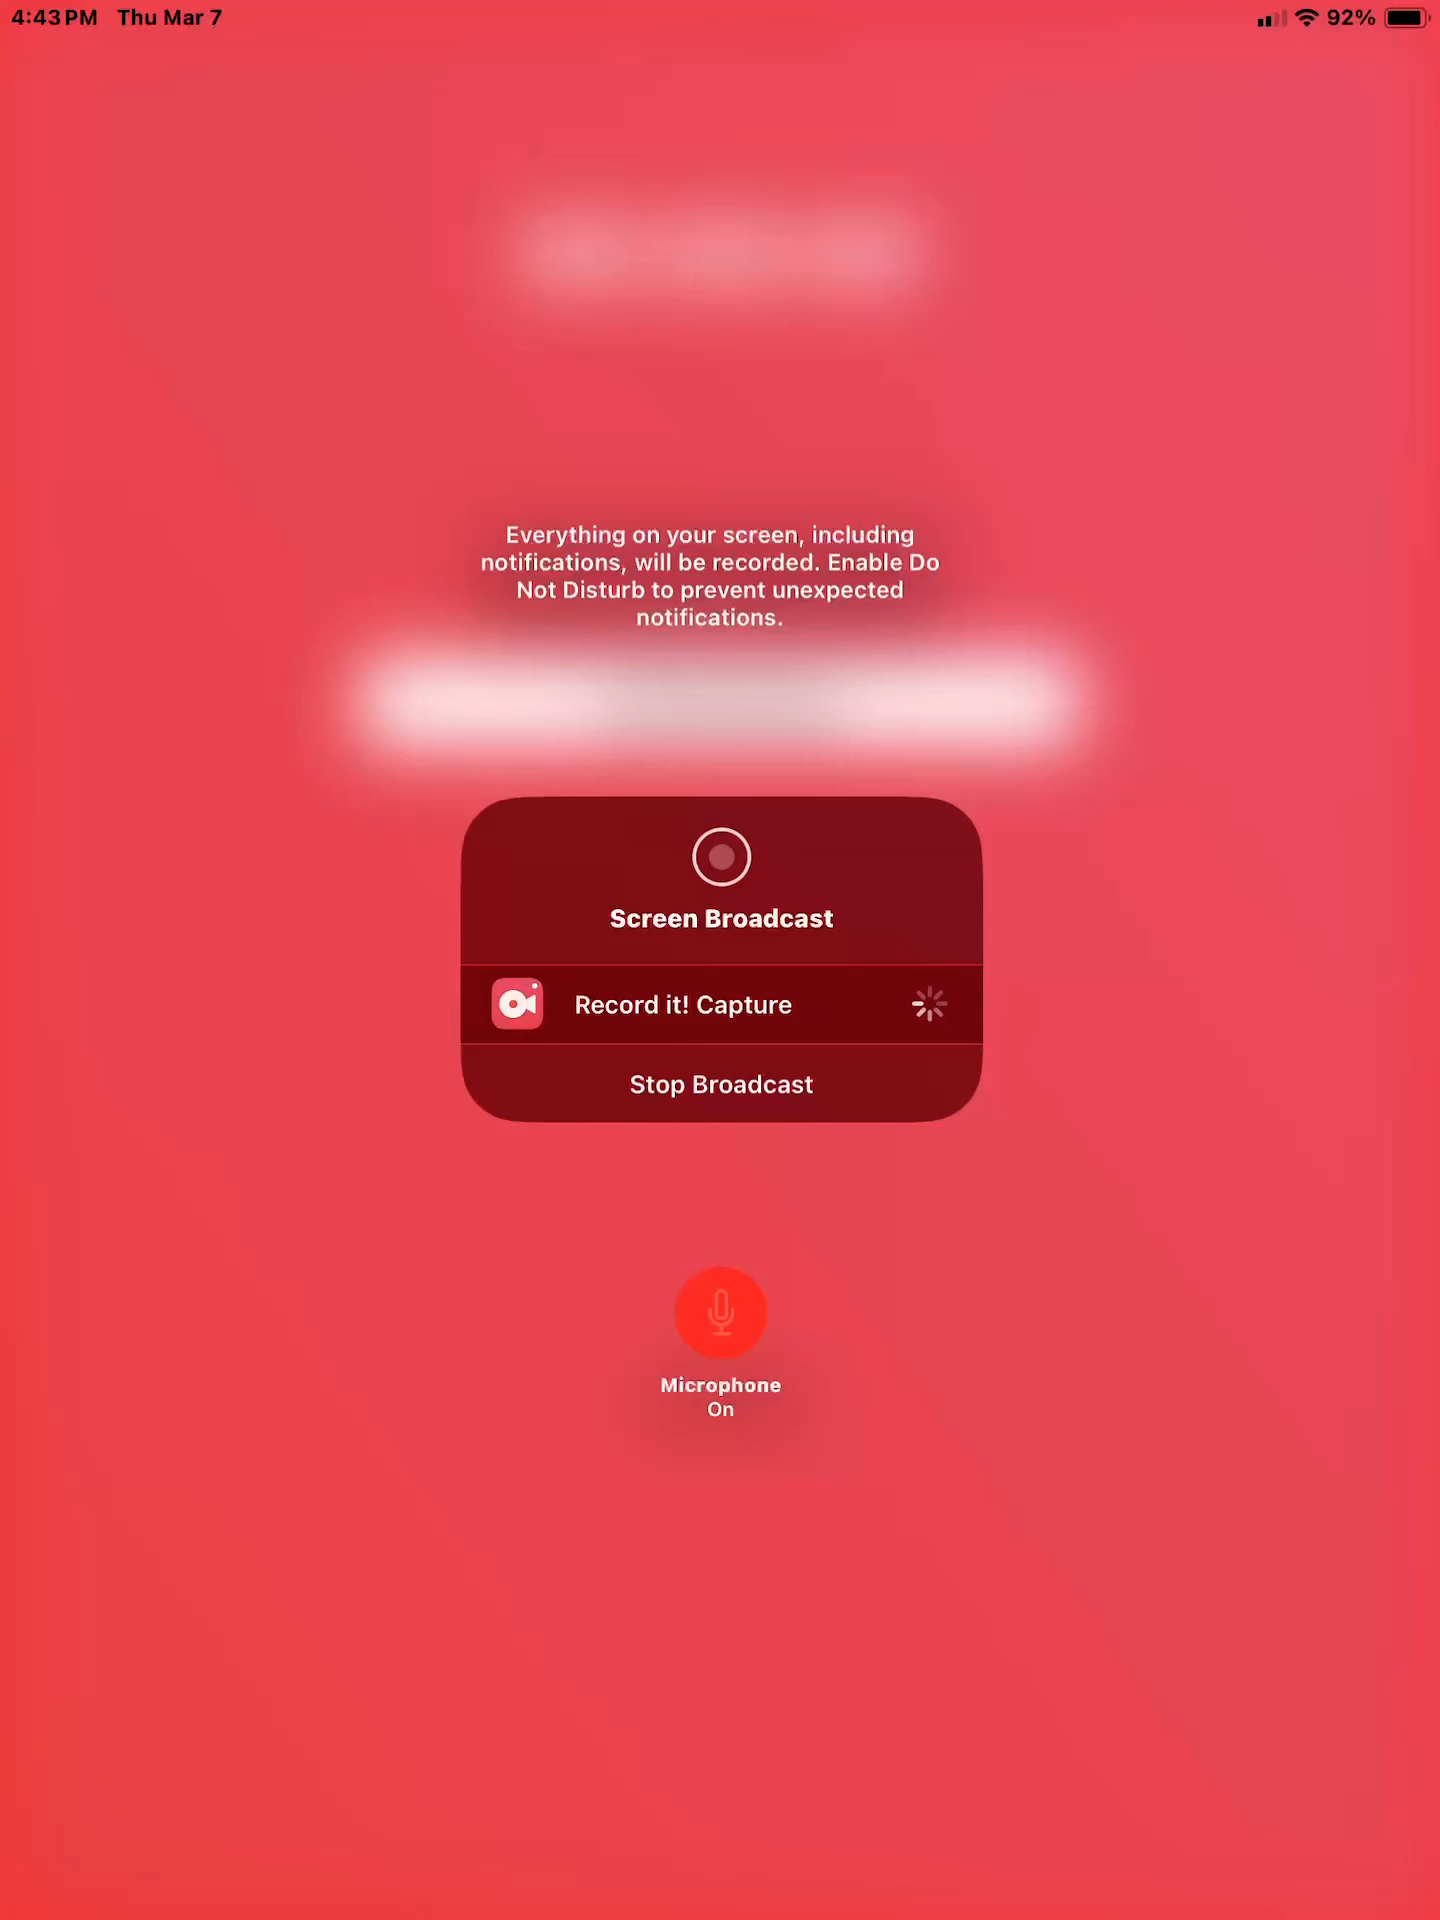 4:43 PM Thu Mar 7 92%
Everything on your screen, including
notifications, will be recorded. Enable Do
Not Disturb to prevent unexpected
notifications.
Screen Broadcast
Record it! Capture
Stop Broadcast
Microphone
On